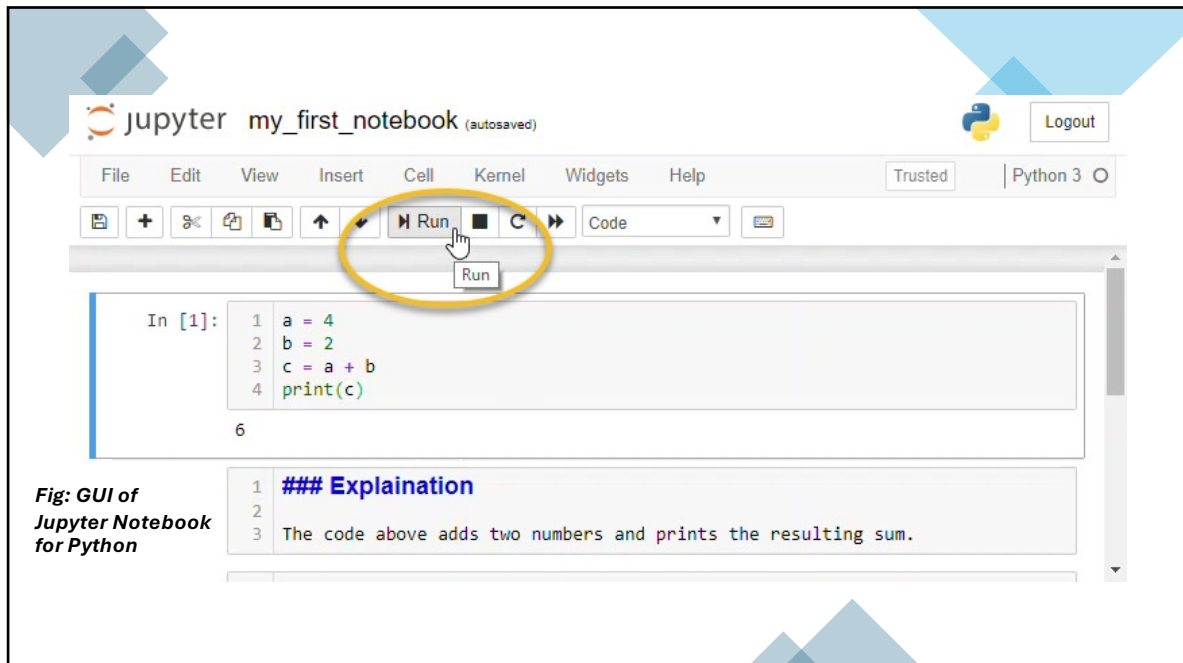 jupyter my_first_notebook (autosaved)
Logout
File Edit View Insert Cell Kernel Widgets Help Trusted Python 3
Run Code
Run
In [1]:
1 a = 4
2 b = 2
3 c = a + b
4 print(c)
6
Fig: GUI of
Jupyter Notebook
for Python
1 ### Explaination
2
3 The code above adds two numbers and prints the resulting sum.